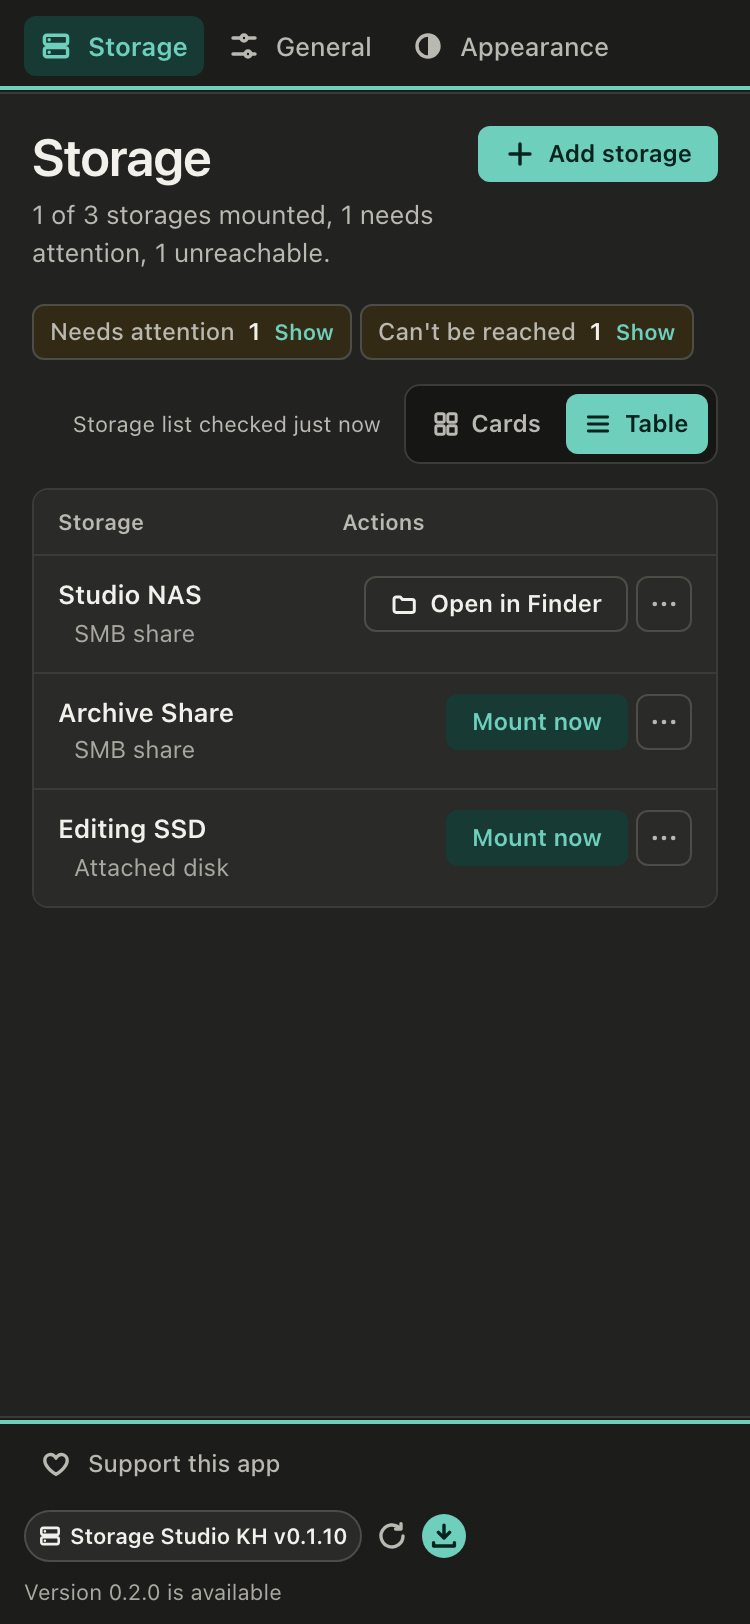 Storage General Appearance
Storage
Add storage
1 of 3 storages mounted, 1 needs
attention, 1 unreachable.
Needs attention 1 Show Can't be reached 1 Show
Storage list checked just now Cards Table
Storage Actions
Studio NAS
SMB share
Open in Finder
Archive Share
SMB share
Mount now
Editing SSD
Attached disk
Mount now
Support this app
Storage Studio KH v0.1.10
Version 0.2.0 is available